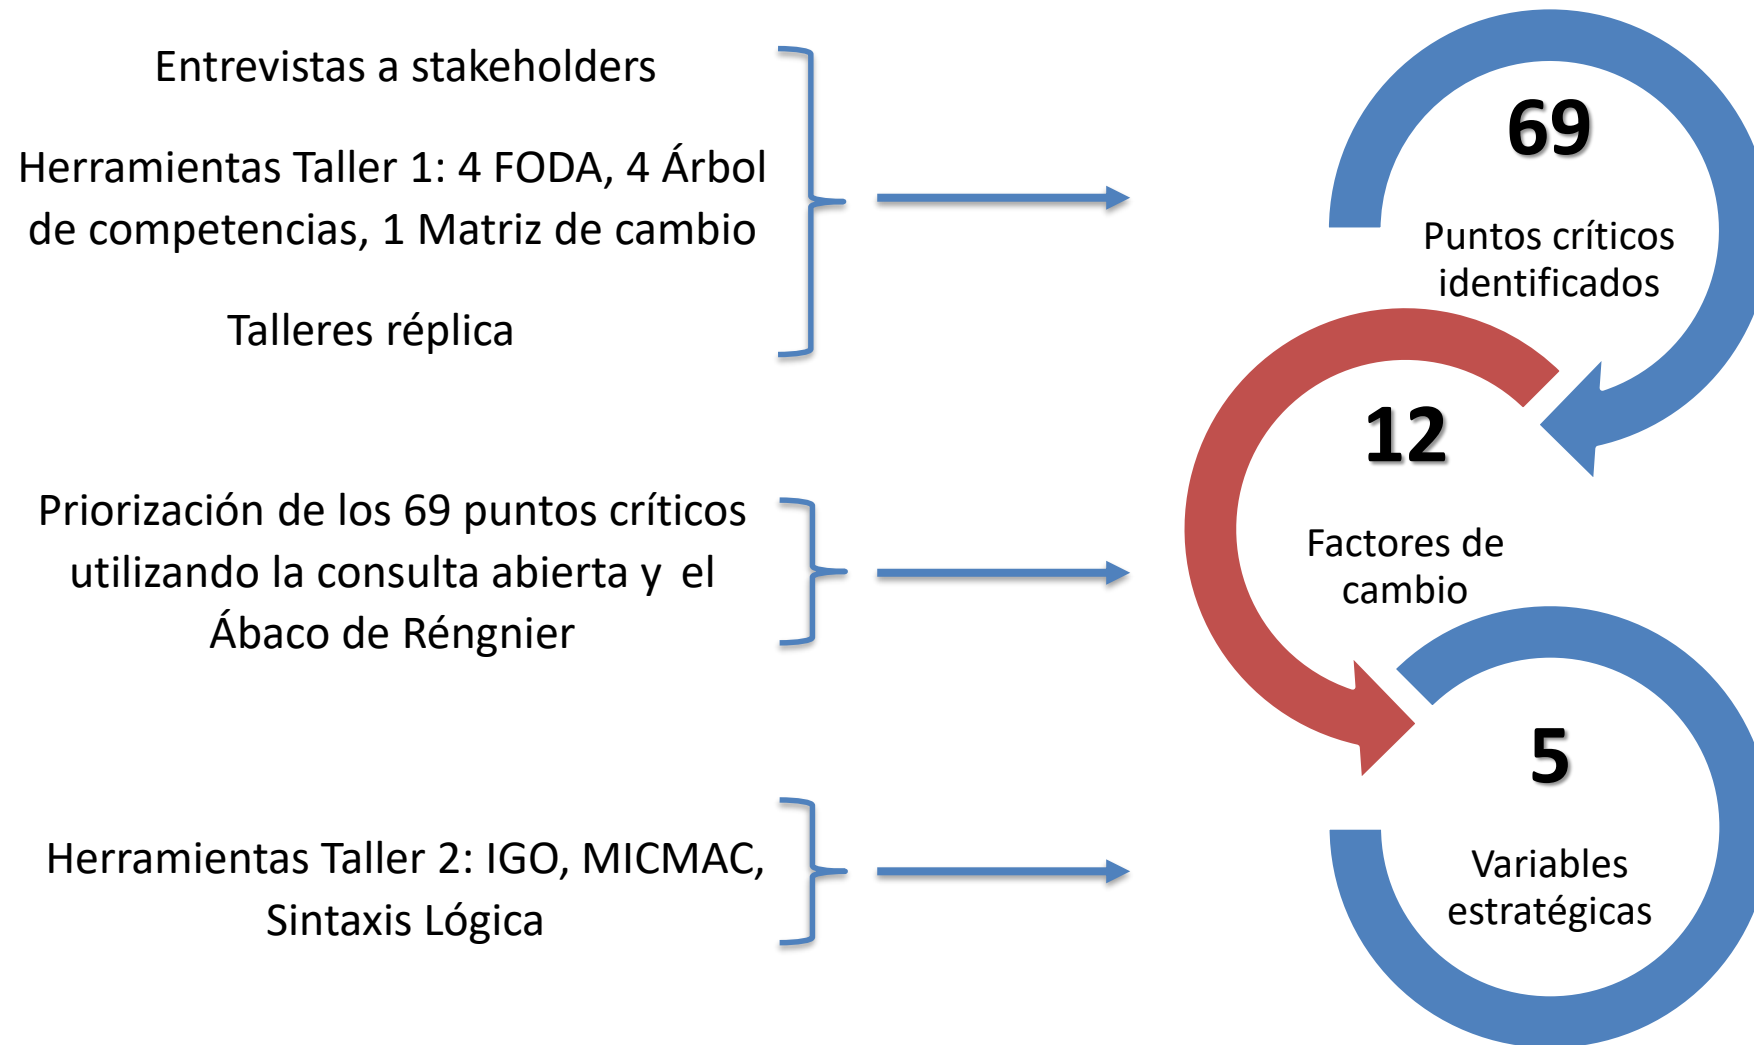 Entrevistas a stakeholders
Herramientas Taller 1: 4 FODA, 4 Árbol
de competencias, 1 Matriz de cambio
Talleres réplica
69
Puntos críticos
identificados
Priorización de los 69 puntos críticos
utilizando la consulta abierta y el
Ábaco de Réngnier
12
Factores de
cambio
Herramientas Taller 2: IGO, MICMAC,
Sintaxis Lógica
5
Variables
estratégicas